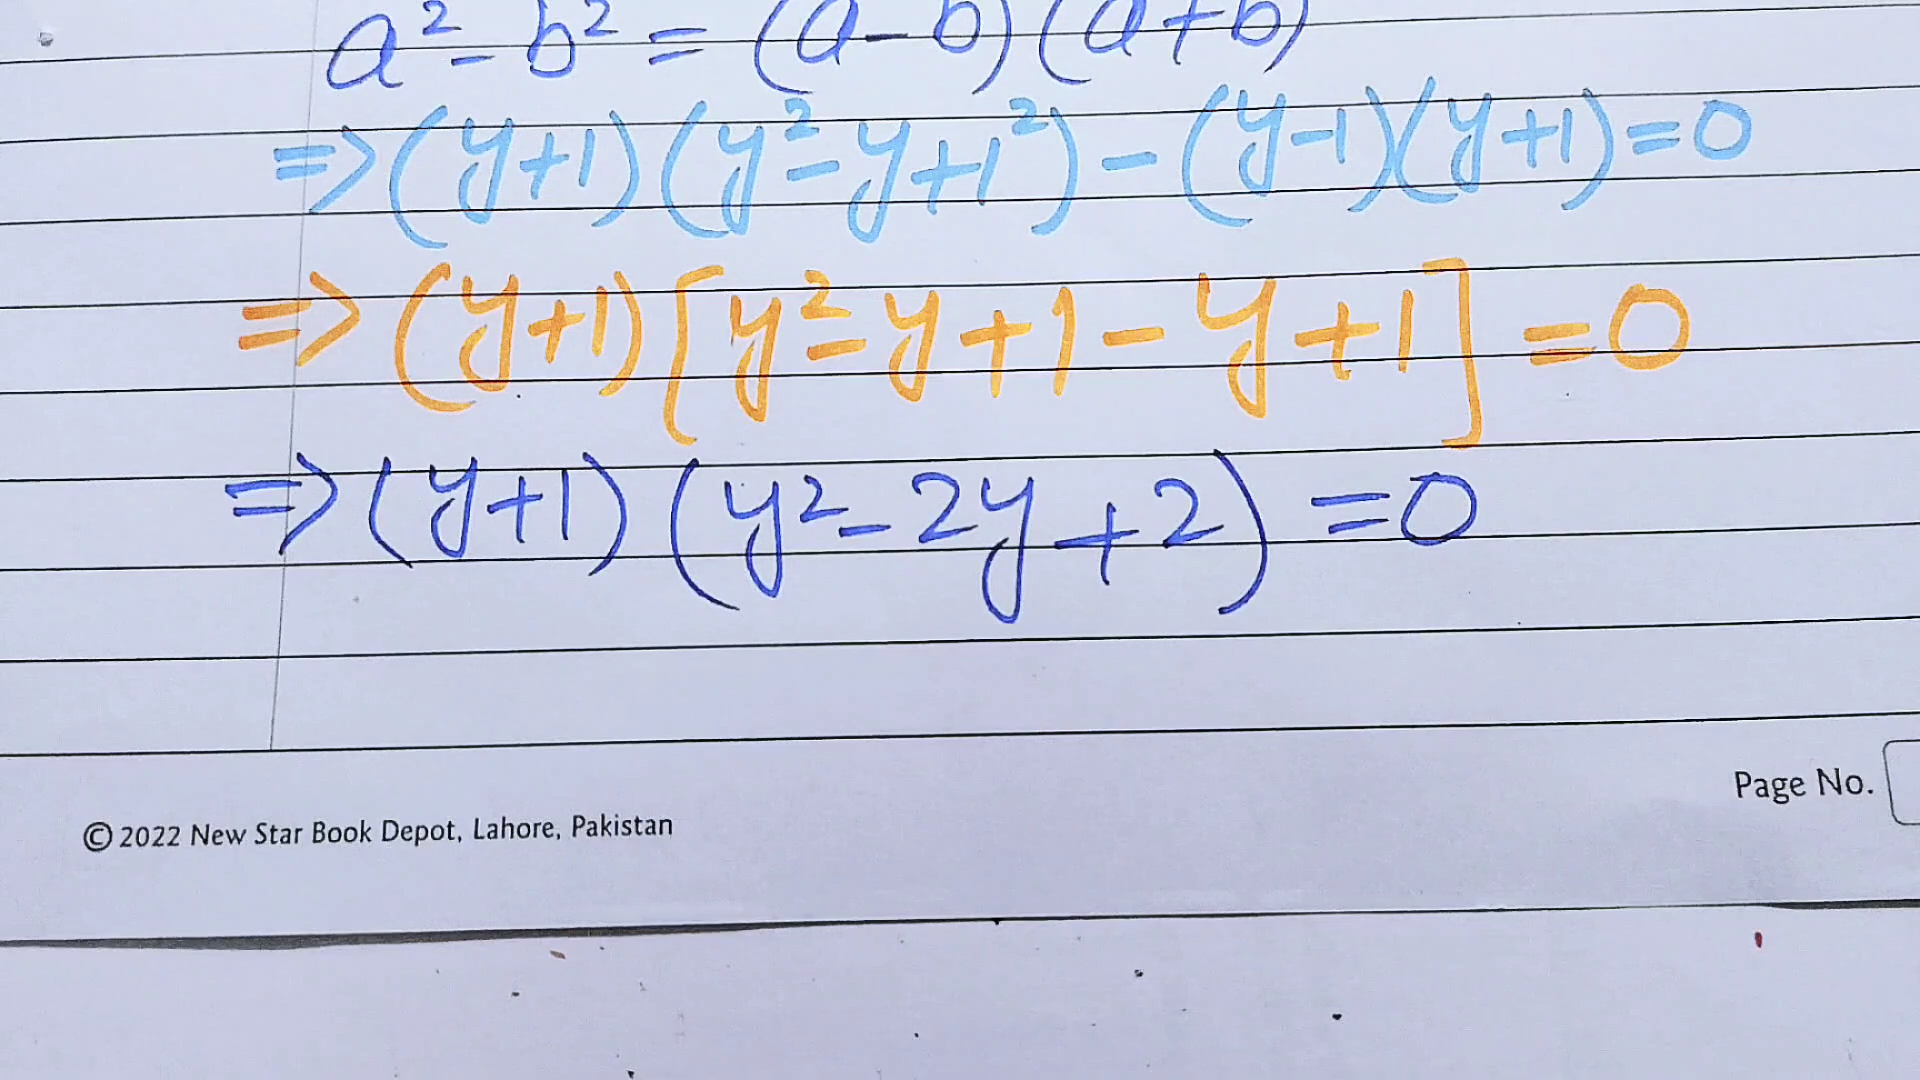 a² - b² = (a - b)(a + b)
⇒ (y+1)(y² - y + 1²) - (y-1)(y+1) = 0
⇒ (y+1)[y² - y + 1 - y + 1] = 0
⇒ (y+1)(y² - 2y + 2) = 0
Page No.
© 2022 New Star Book Depot, Lahore, Pakistan